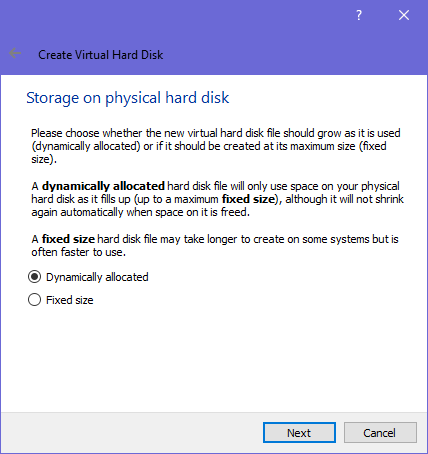 ?
Create Virtual Hard Disk
Storage on physical hard disk
Please choose whether the new virtual hard disk file should grow as it is used
(dynamically allocated) or if it should be created at its maximum size (fixed
size).
A dynamically allocated hard disk file will only use space on your physical
hard disk as it fills up (up to a maximum fixed size), although it will not shrink
again automatically when space on it is freed.
A fixed size hard disk file may take longer to create on some systems but is
often faster to use.
Dynamically allocated
Fixed size
Next Cancel